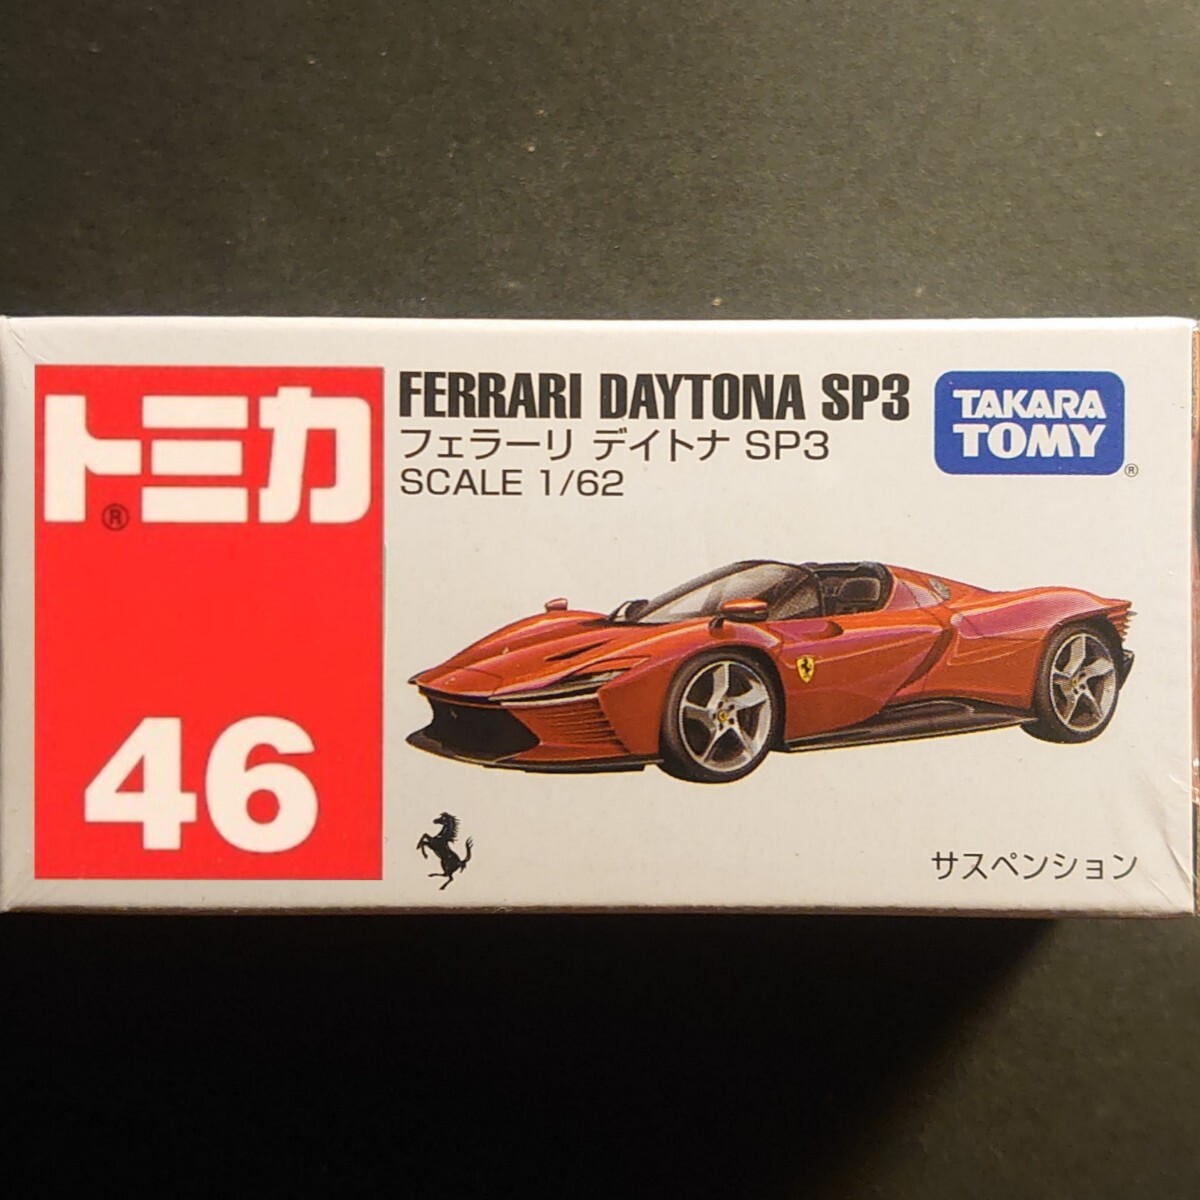 トミカ
®
46
FERRARI DAYTONA SP3
フェラーリ デイトナ SP3
SCALE 1/62
TAKARA
TOMY
®
サスペンション